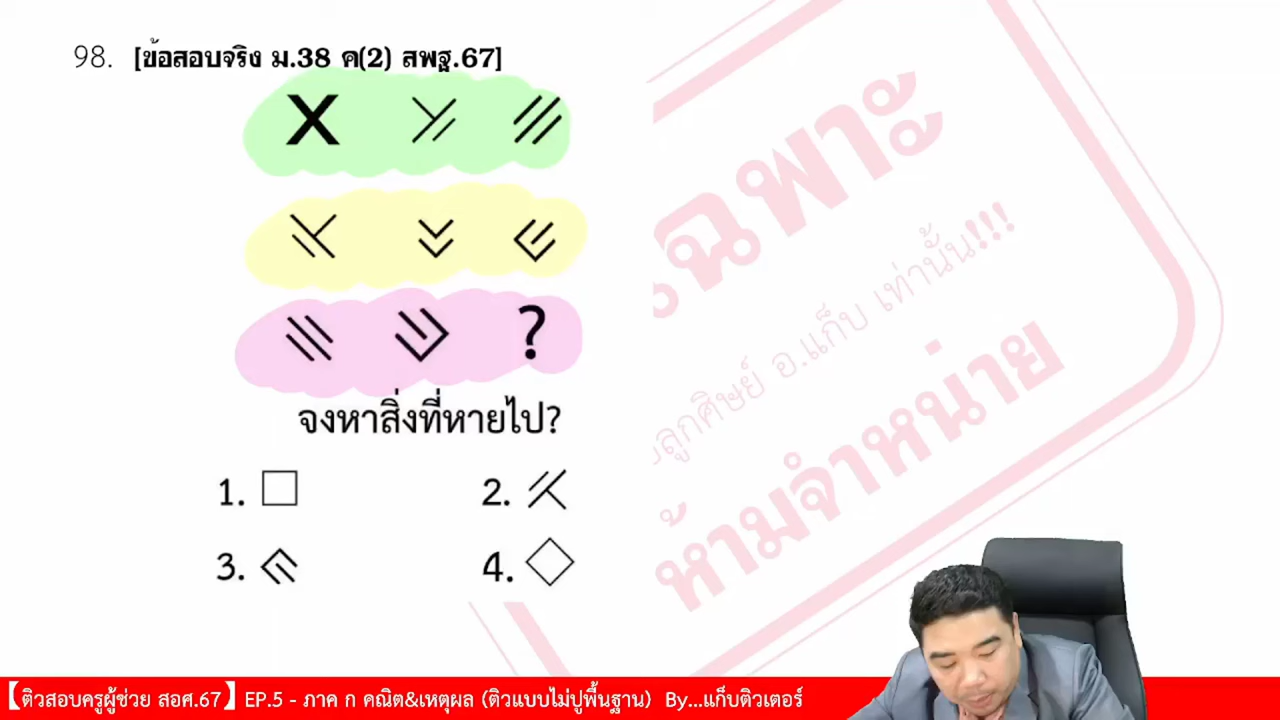 98. [ข้อสอบจริง ม.38 ค(2) สพฐ.67]
?
จงหาสิ่งที่หายไป?
1.
2.
3.
4.
เฉพาะ
ลูกศิษย์ อ.แก็บ เท่านั้น!!!
ห้ามจำหน่าย
【ติวสอบครูผู้ช่วย สอศ.67】 EP.5 - ภาค ก คณิต&เหตุผล (ติวแบบไม่ปูพื้นฐาน) By...แก็บติวเตอร์